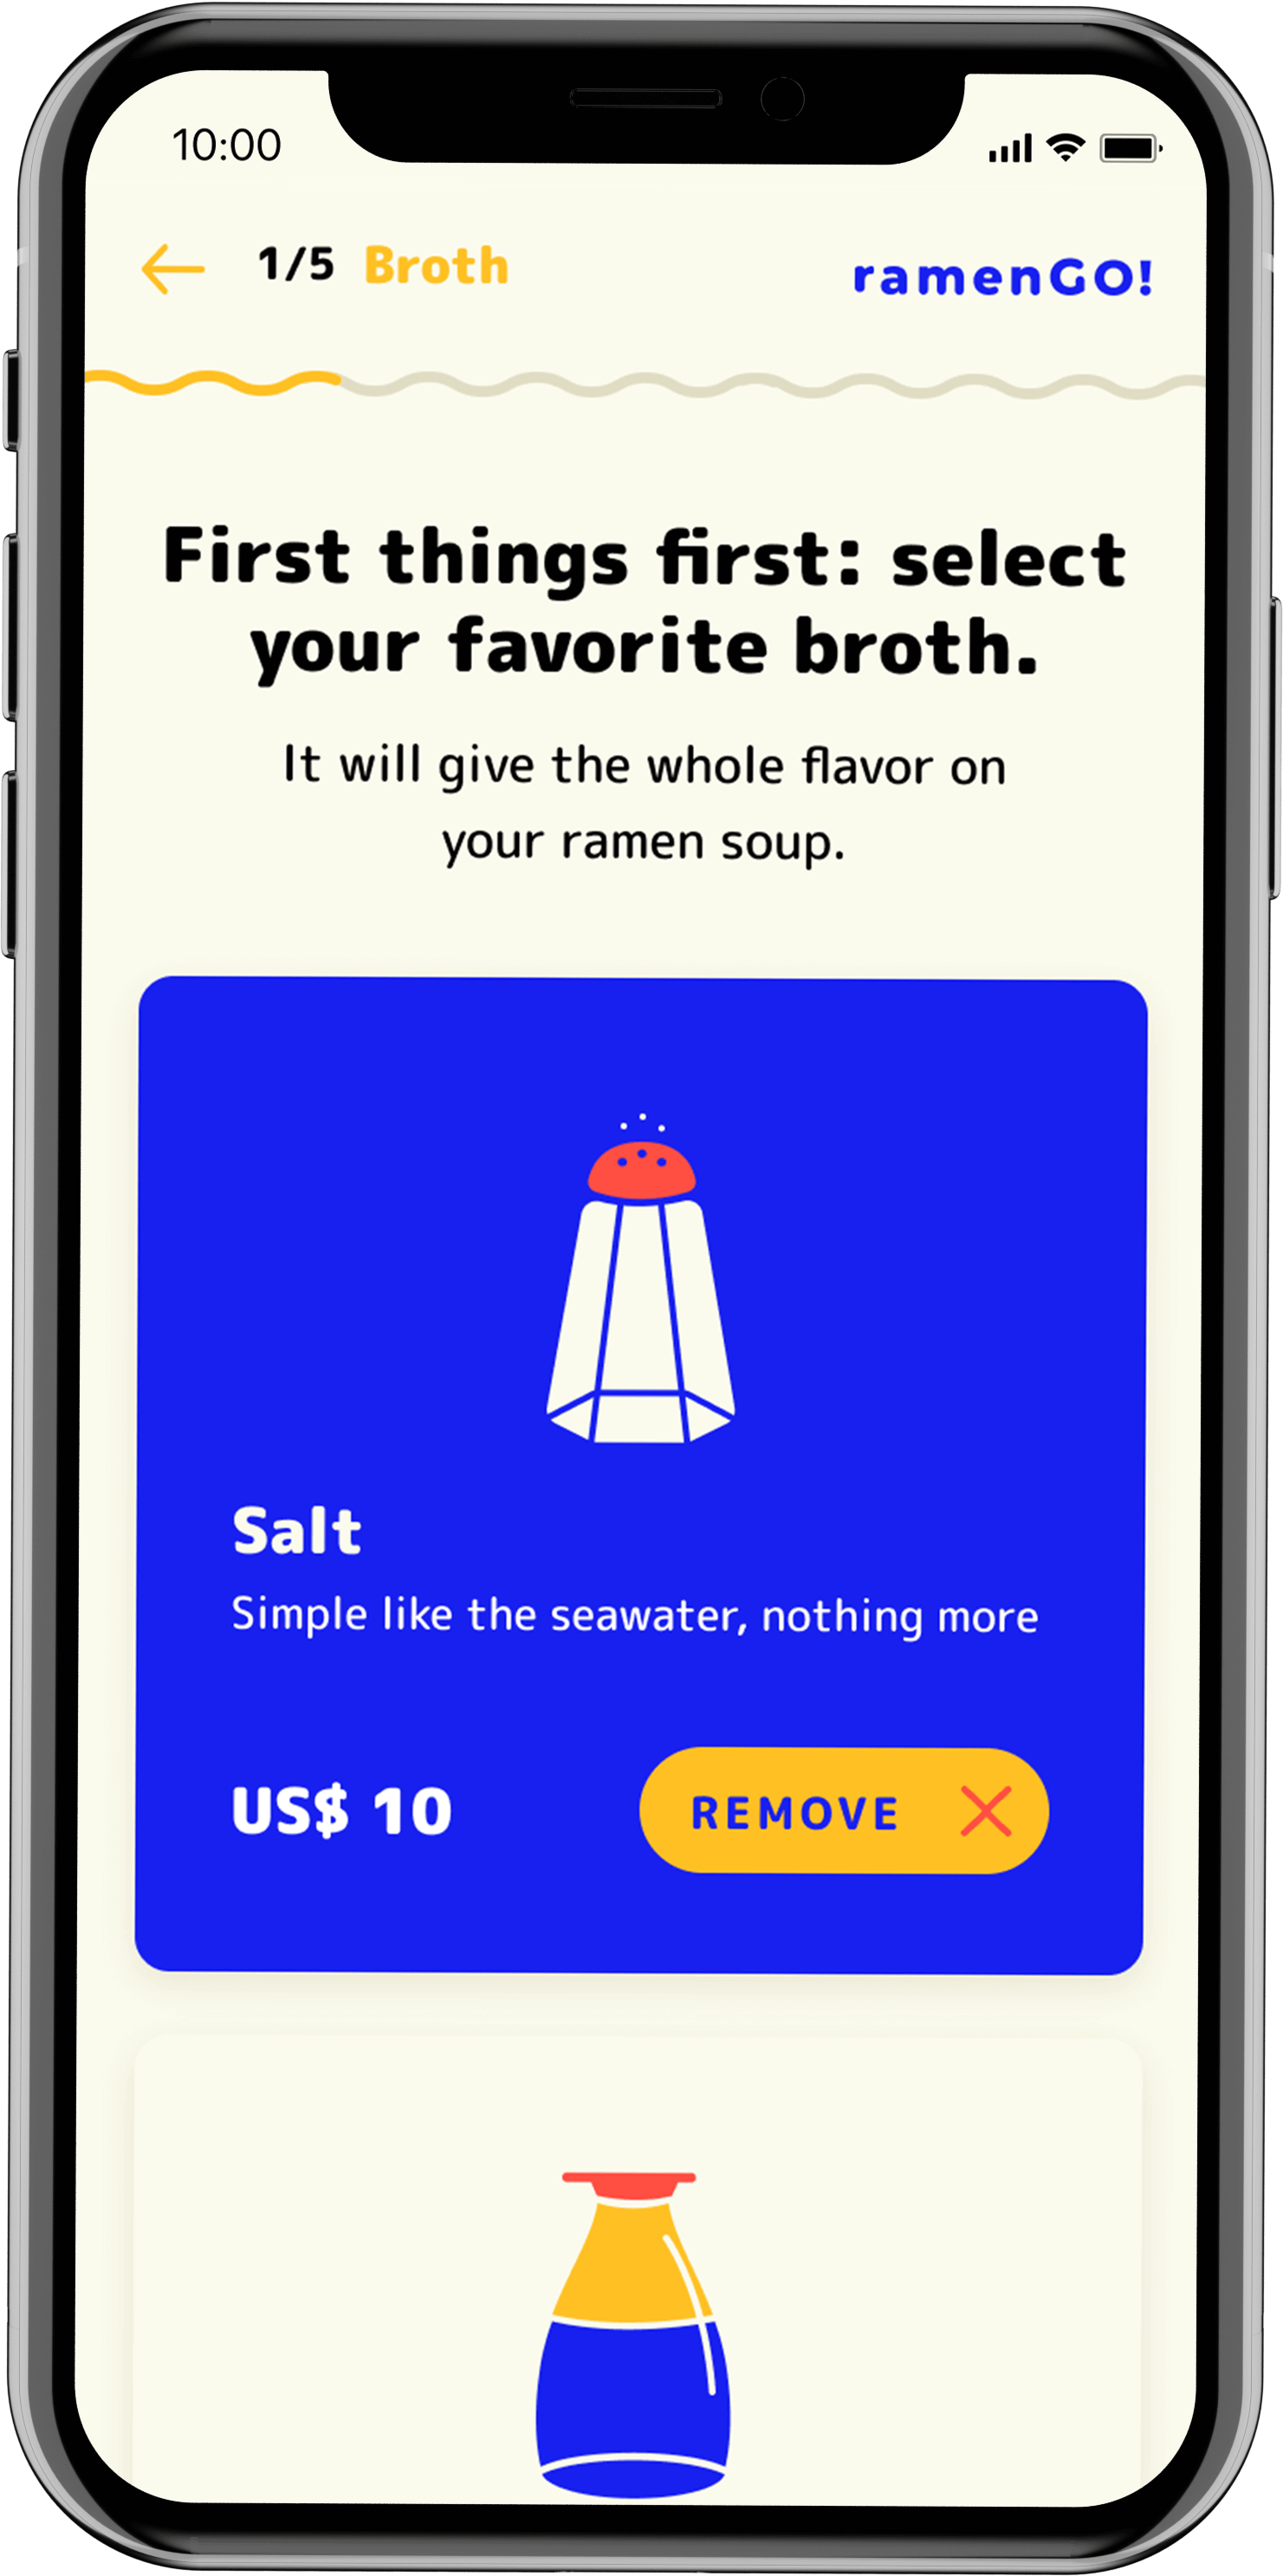 10:00
1/5 Broth
ramenGO!
First things first: select
your favorite broth.
It will give the whole flavor on
your ramen soup.
Salt
Simple like the seawater, nothing more
US$ 10
REMOVE